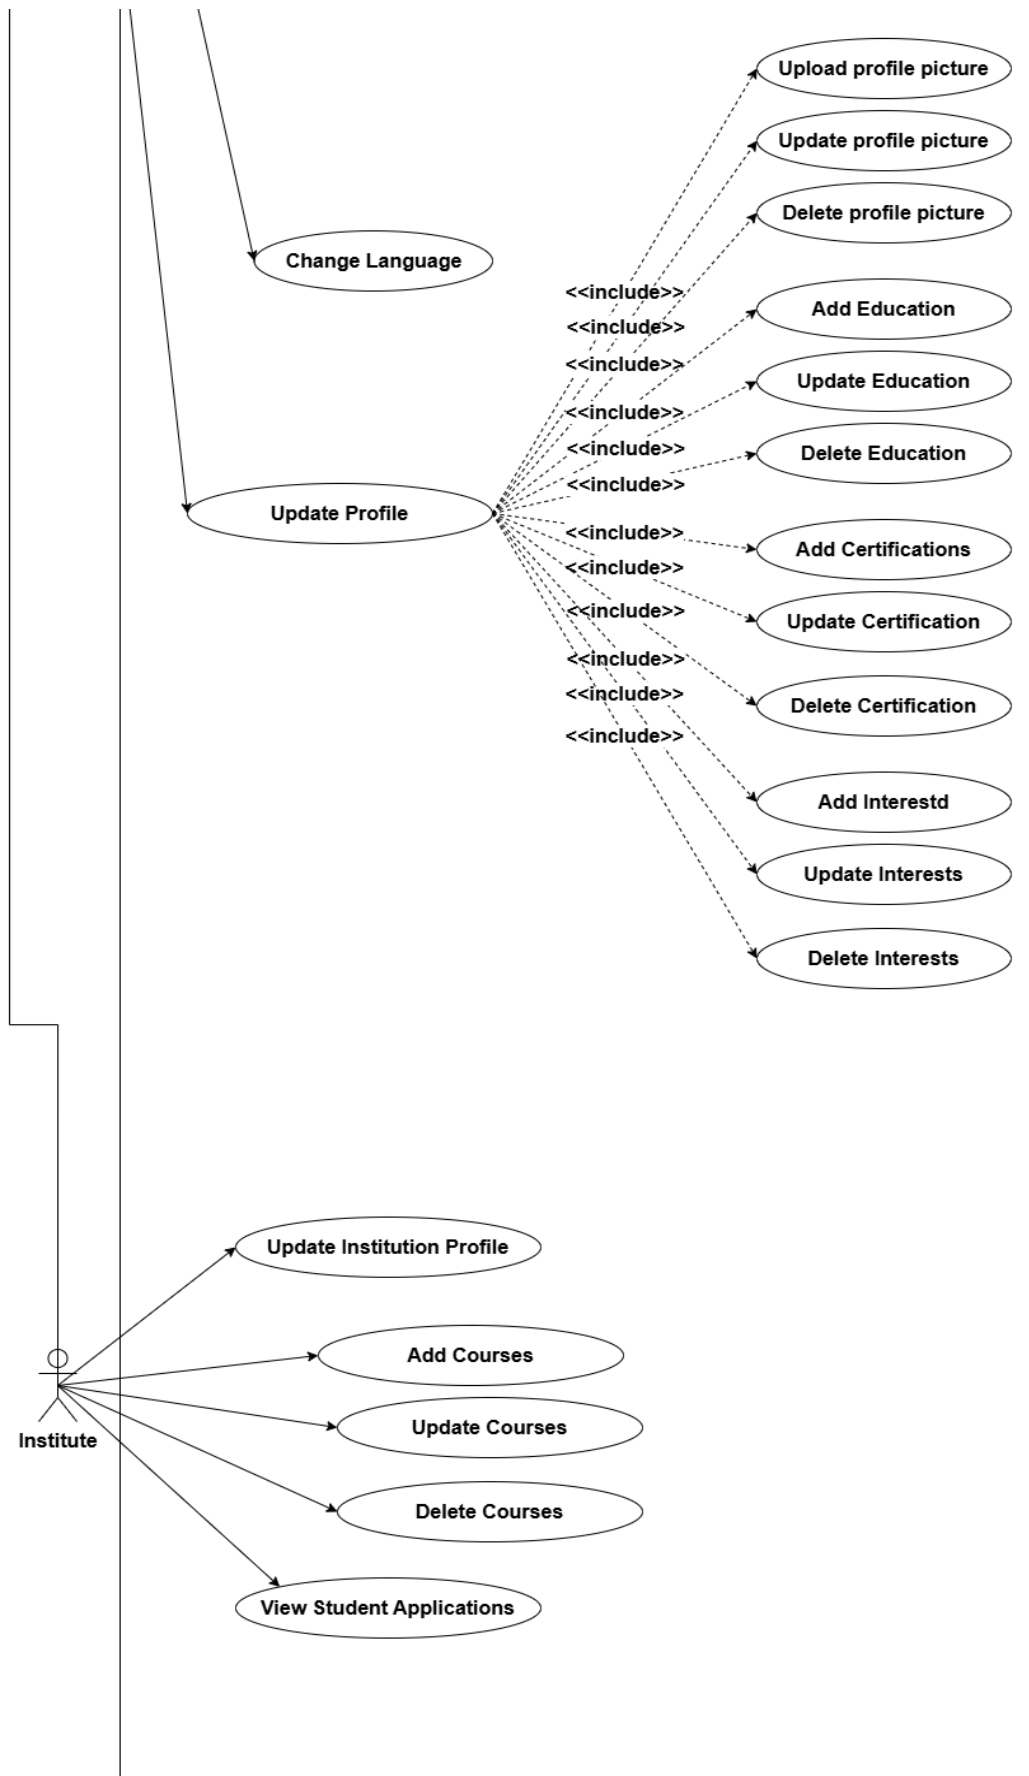 Upload profile picture
Update profile picture
Delete profile picture
Change Language
<<include>>
Add Education
<<include>>
<<include>>
Update Education
<<include>>
<<include>>
Delete Education
<<include>>
Update Profile
<<include>>
Add Certifications
<<include>>
<<include>>
Update Certification
<<include>>
<<include>>
Delete Certification
<<include>>
Add Interestd
Update Interests
Delete Interests
Update Institution Profile
Add Courses
Update Courses
Institute
Delete Courses
View Student Applications